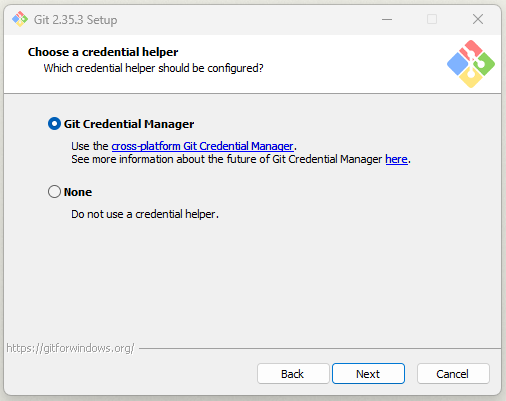 Git 2.35.3 Setup
Choose a credential helper
Which credential helper should be configured?
Git Credential Manager
Use the cross-platform Git Credential Manager.
See more information about the future of Git Credential Manager here.
None
Do not use a credential helper.
https://gitforwindows.org/
Back Next Cancel